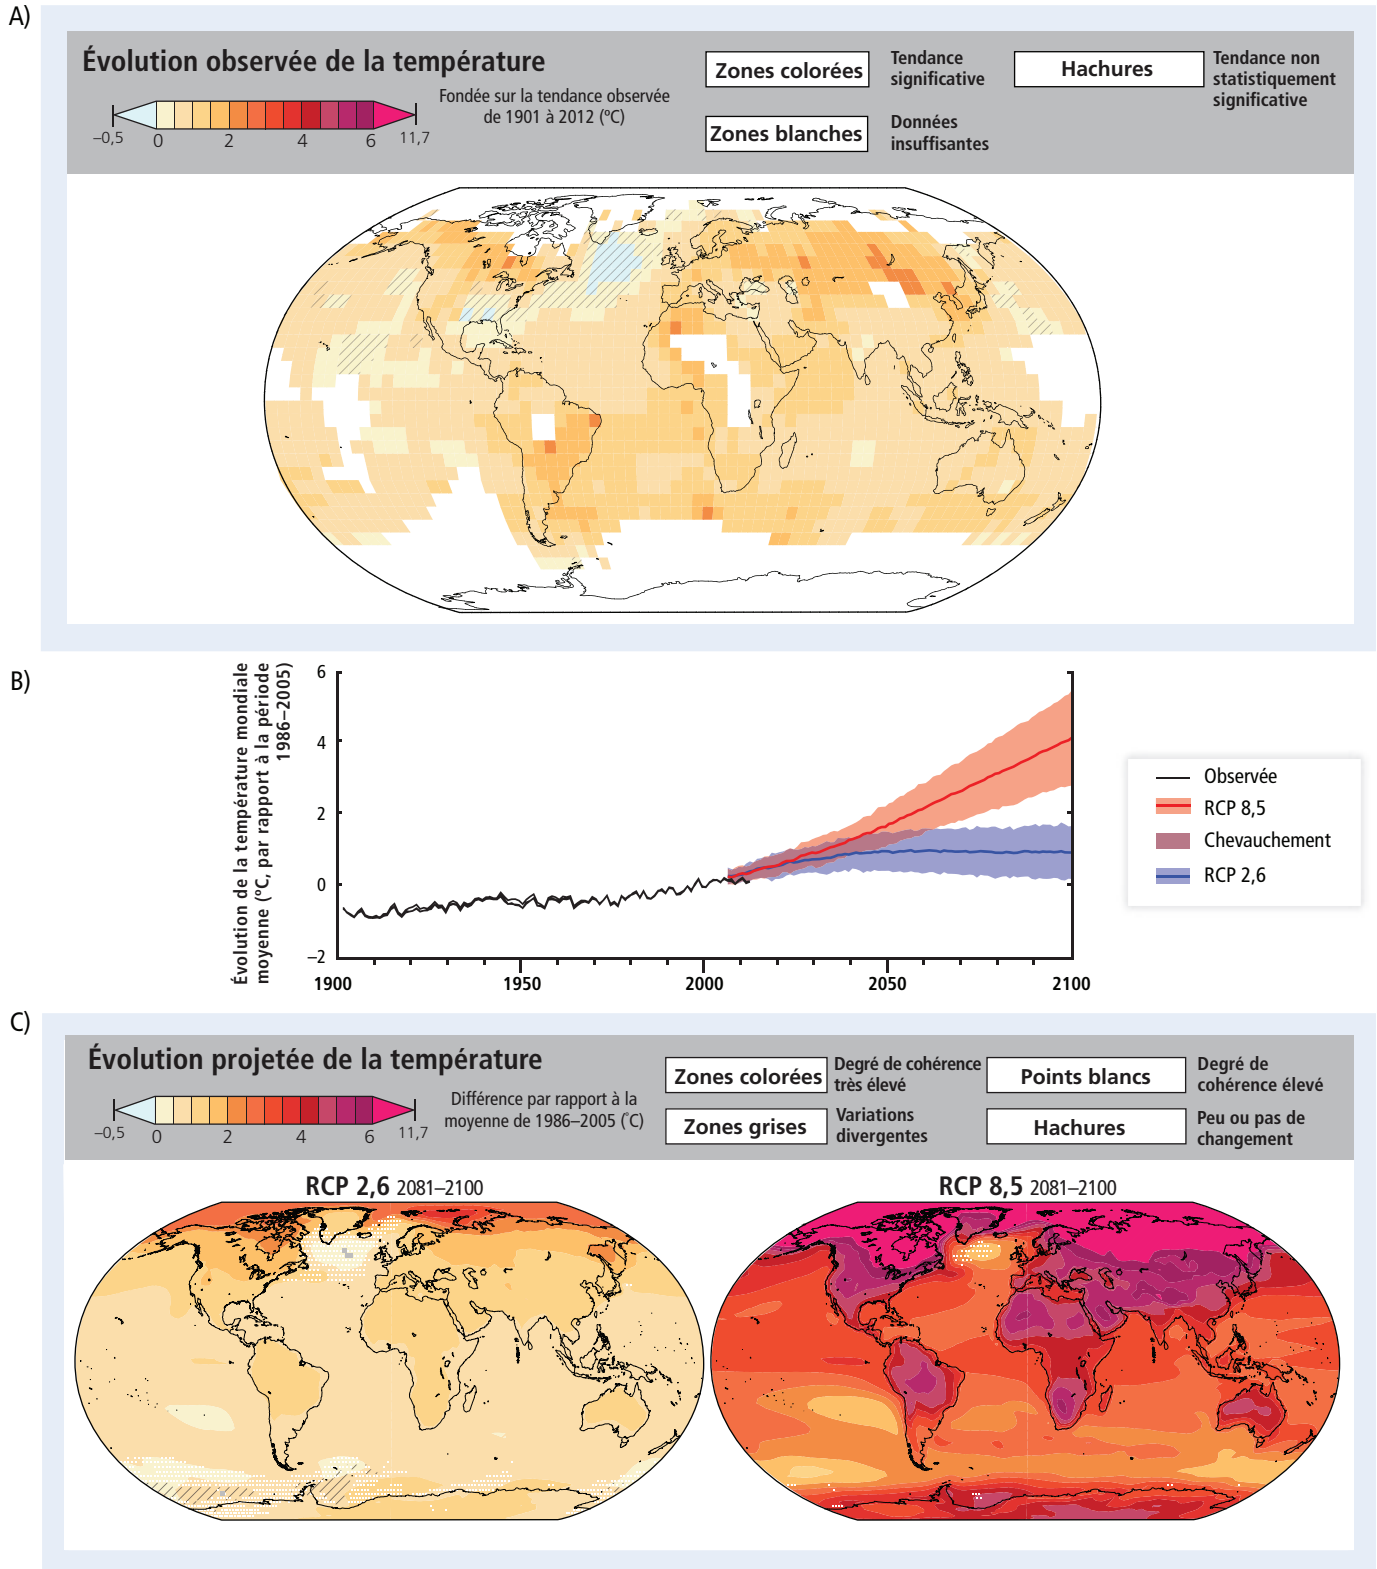 A)
Évolution observée de la température
–0,5 0 2 4 6 11,7
Fondée sur la tendance observée
de 1901 à 2012 (ºC)
Zones colorées
Tendance
significative
Hachures
Tendance non
statistiquement
significative
Zones blanches
Données
insuffisantes
B)
Évolution de la température mondiale
moyenne (ºC, par rapport à la période
1986–2005)
6
4
2
0
–2
1900 1950 2000 2050 2100
Observée
RCP 8,5
Chevauchement
RCP 2,6
C)
Évolution projetée de la température
–0,5 0 2 4 6 11,7
Différence par rapport à la
moyenne de 1986–2005 (˚C)
Zones colorées
Degré de cohérence
très élevé
Points blancs
Degré de
cohérence élevé
Zones grises
Variations
divergentes
Hachures
Peu ou pas de
changement
RCP 2,6 2081–2100
RCP 8,5 2081–2100